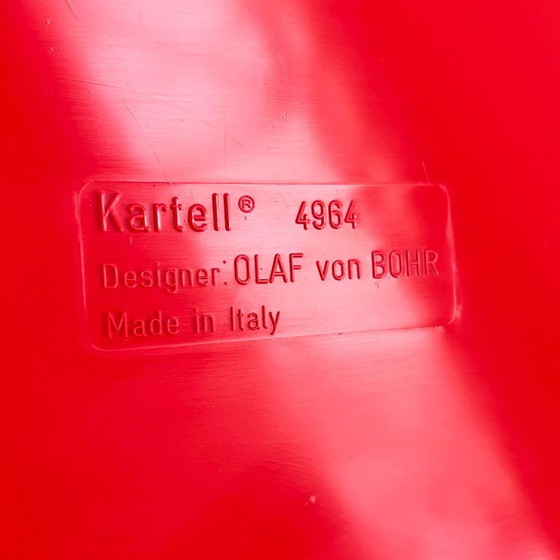 Kartell® 4964
Designer: OLAF von BOHR
Made in Italy